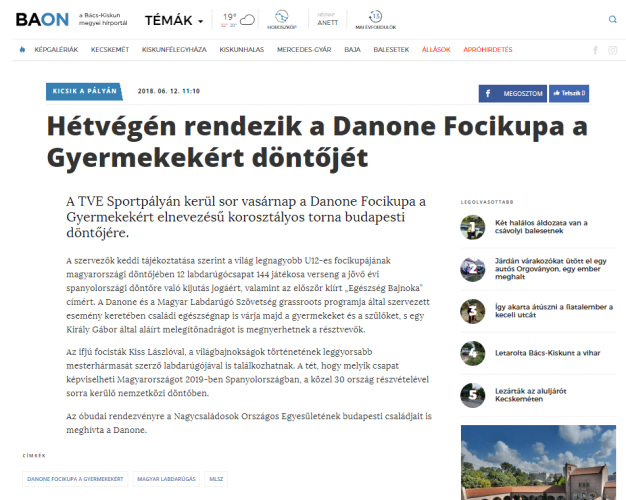 BAON
a Bács-Kiskun
megyei hírportál
TÉMÁK
19°
32° 20°
HOROSZKÓP
NÉVNAP
ANETT
13
MAI ÉVFORDULÓK
KÉPGALÉRIÁK
KECSKEMÉT
KISKUNFÉLEGYHÁZA
KISKUNHALAS
MERCEDES-GYÁR
BAJA
BALESETEK
ÁLLÁSOK
APRÓHIRDETÉS
KICSIK A PÁLYÁN
2018. 06. 12. 11:10
MEGOSZTOM
Tetszik 0
Hétvégén rendezik a Danone Focikupa a
Gyermekekért döntőjét
A TVE Sportpályán kerül sor vasárnap a Danone Focikupa a
Gyermekekért elnevezésű korosztályos torna budapesti
döntőjére.
A szervezők keddi tájékoztatása szerint a világ legnagyobb U12-es focikupájának
magyarországi döntőjében 12 labdarúgócsapat 144 játékosa verseng a jövő évi
spanyolországi döntőre való kijutás jogáért, valamint az először kiírt „Egészség Bajnoka”
címért. A Danone és a Magyar Labdarúgó Szövetség grassroots programja által szervezett
esemény keretében családi egészségnap is várja majd a gyermekeket és a szülőket, s egy
Király Gábor által aláírt melegítőnadrágot is megnyerhetnek a résztvevők.
Az ifjú focisták Kiss Lászlóval, a világbajnokságok történetének leggyorsabb
mesterhármasát szerző labdarúgójával is találkozhatnak. A tét, hogy melyik csapat
képviselheti Magyarországot 2019-ben Spanyolországban, a közel 30 ország részvételével
sorra kerülő nemzetközi döntőben.
Az óbudai rendezvényre a Nagycsaládosok Országos Egyesületének budapesti családjait is
meghívta a Danone.
CÍMKÉK
DANONE FOCIKUPA A GYERMEKEKÉRT
MAGYAR LABDARÚGÁS
MLSZ
LEGOLVASOTTABB
1
Két halálos áldozata van a
csávolyi balesetnek
2
Járdán várakozókat ütött el egy
autós Orgoványon, egy ember
meghalt
3
Így akarta átúszni a fiatalember a
keceli utcát
4
Letarolta Bács-Kiskunt a vihar
5
Lezárták az aluljárót
Kecskeméten